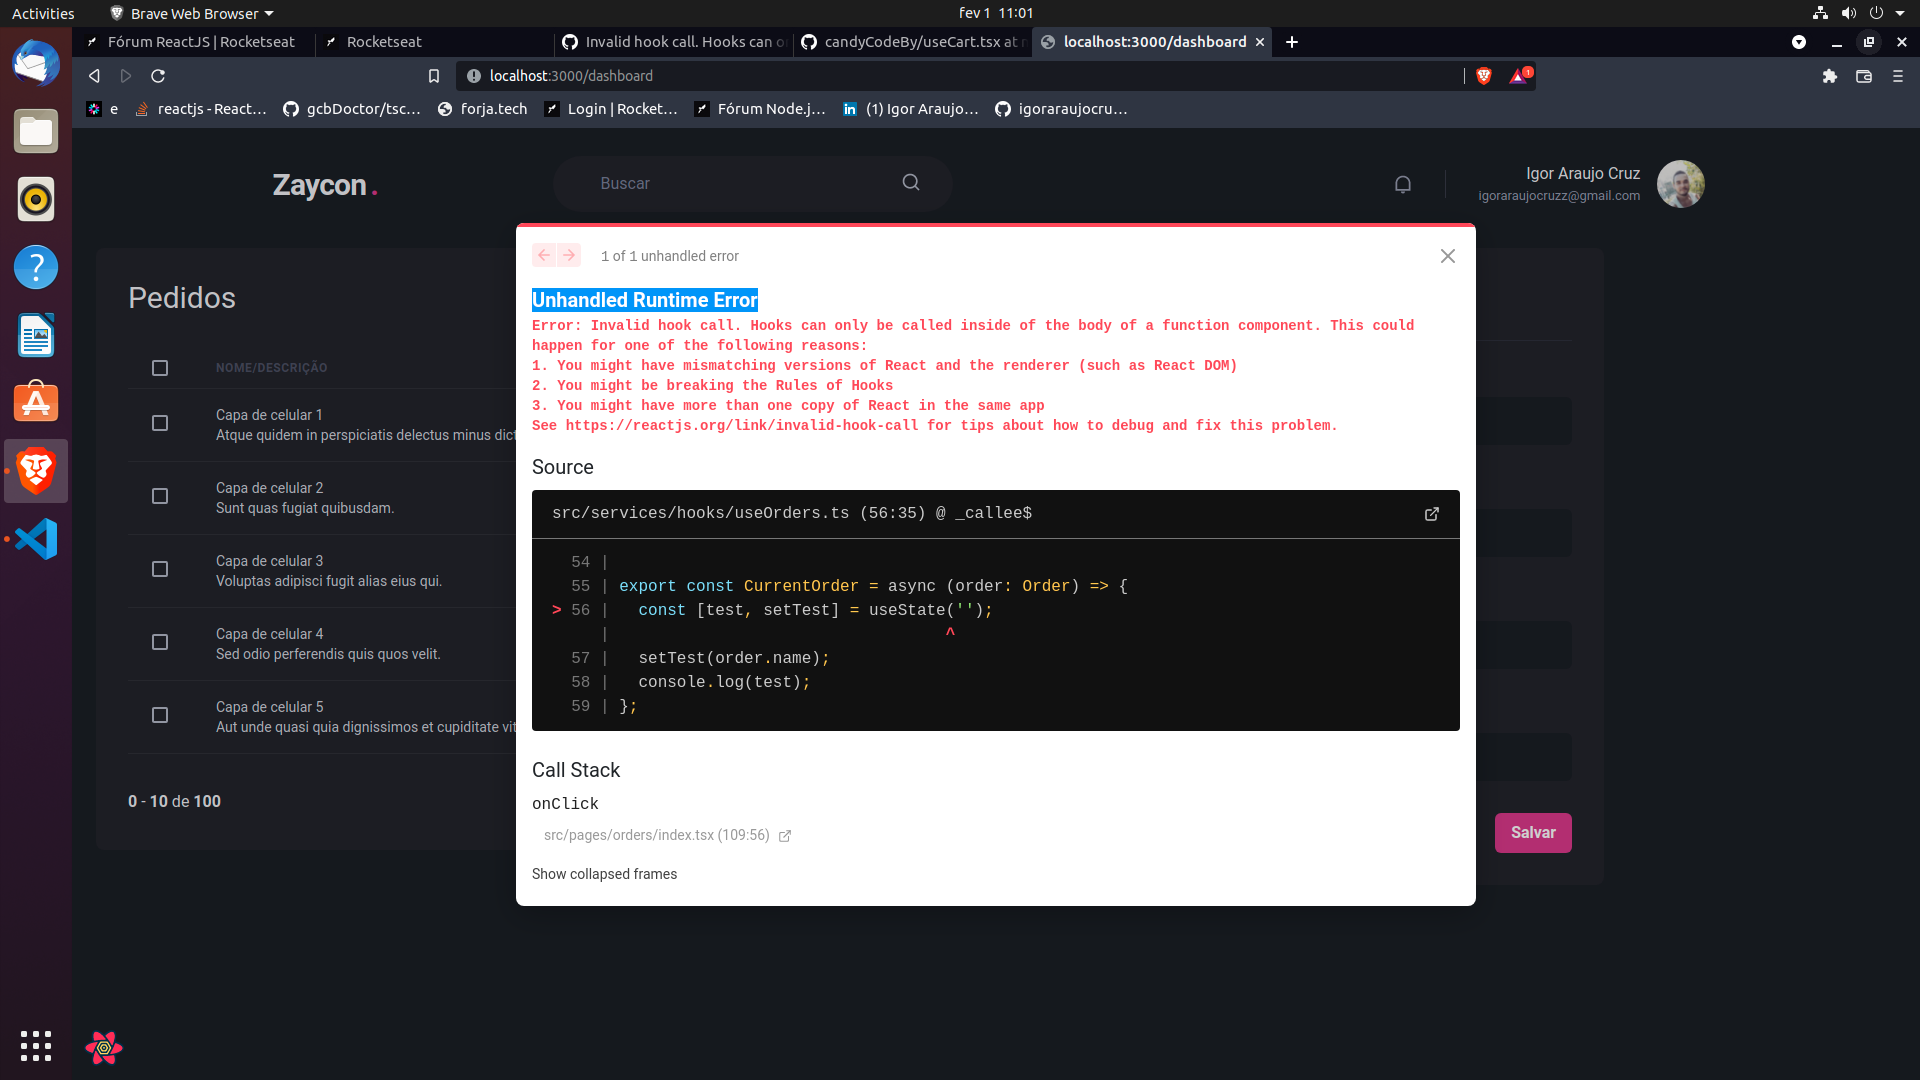 Activities
Brave Web Browser
fev 1 11:01
Fórum ReactJS | Rocketseat
Rocketseat
Invalid hook call. Hooks can o
candyCodeBy/useCart.tsx at
localhost:3000/dashboard
localhost:3000/dashboard
1
e
reactjs - React…
gcbDoctor/tsc…
forja.tech
Login | Rocket…
Fórum Node.j…
(1) Igor Araujo…
igoraraujocru…
Zaycon.
Buscar
Igor Araujo Cruz
igoraraujocruzz@gmail.com
Pedidos
NOME/DESCRIÇÃO
Capa de celular 1
Atque quidem in perspiciatis delectus minus dict
Capa de celular 2
Sunt quas fugiat quibusdam.
Capa de celular 3
Voluptas adipisci fugit alias eius qui.
Capa de celular 4
Sed odio perferendis quis quos velit.
Capa de celular 5
Aut unde quasi quia dignissimos et cupiditate vit
0 - 10 de 100
1 of 1 unhandled error
Unhandled Runtime Error
Error: Invalid hook call. Hooks can only be called inside of the body of a function component. This could
happen for one of the following reasons:
1. You might have mismatching versions of React and the renderer (such as React DOM)
2. You might be breaking the Rules of Hooks
3. You might have more than one copy of React in the same app
See https://reactjs.org/link/invalid-hook-call for tips about how to debug and fix this problem.
Source
src/services/hooks/useOrders.ts (56:35) @ _callee$
54 |
55 | export const CurrentOrder = async (order: Order) => {
> 56 |   const [test, setTest] = useState('');
|                                   ^
57 |   setTest(order.name);
58 |   console.log(test);
59 | };
Call Stack
onClick
src/pages/orders/index.tsx (109:56)
Show collapsed frames
Salvar